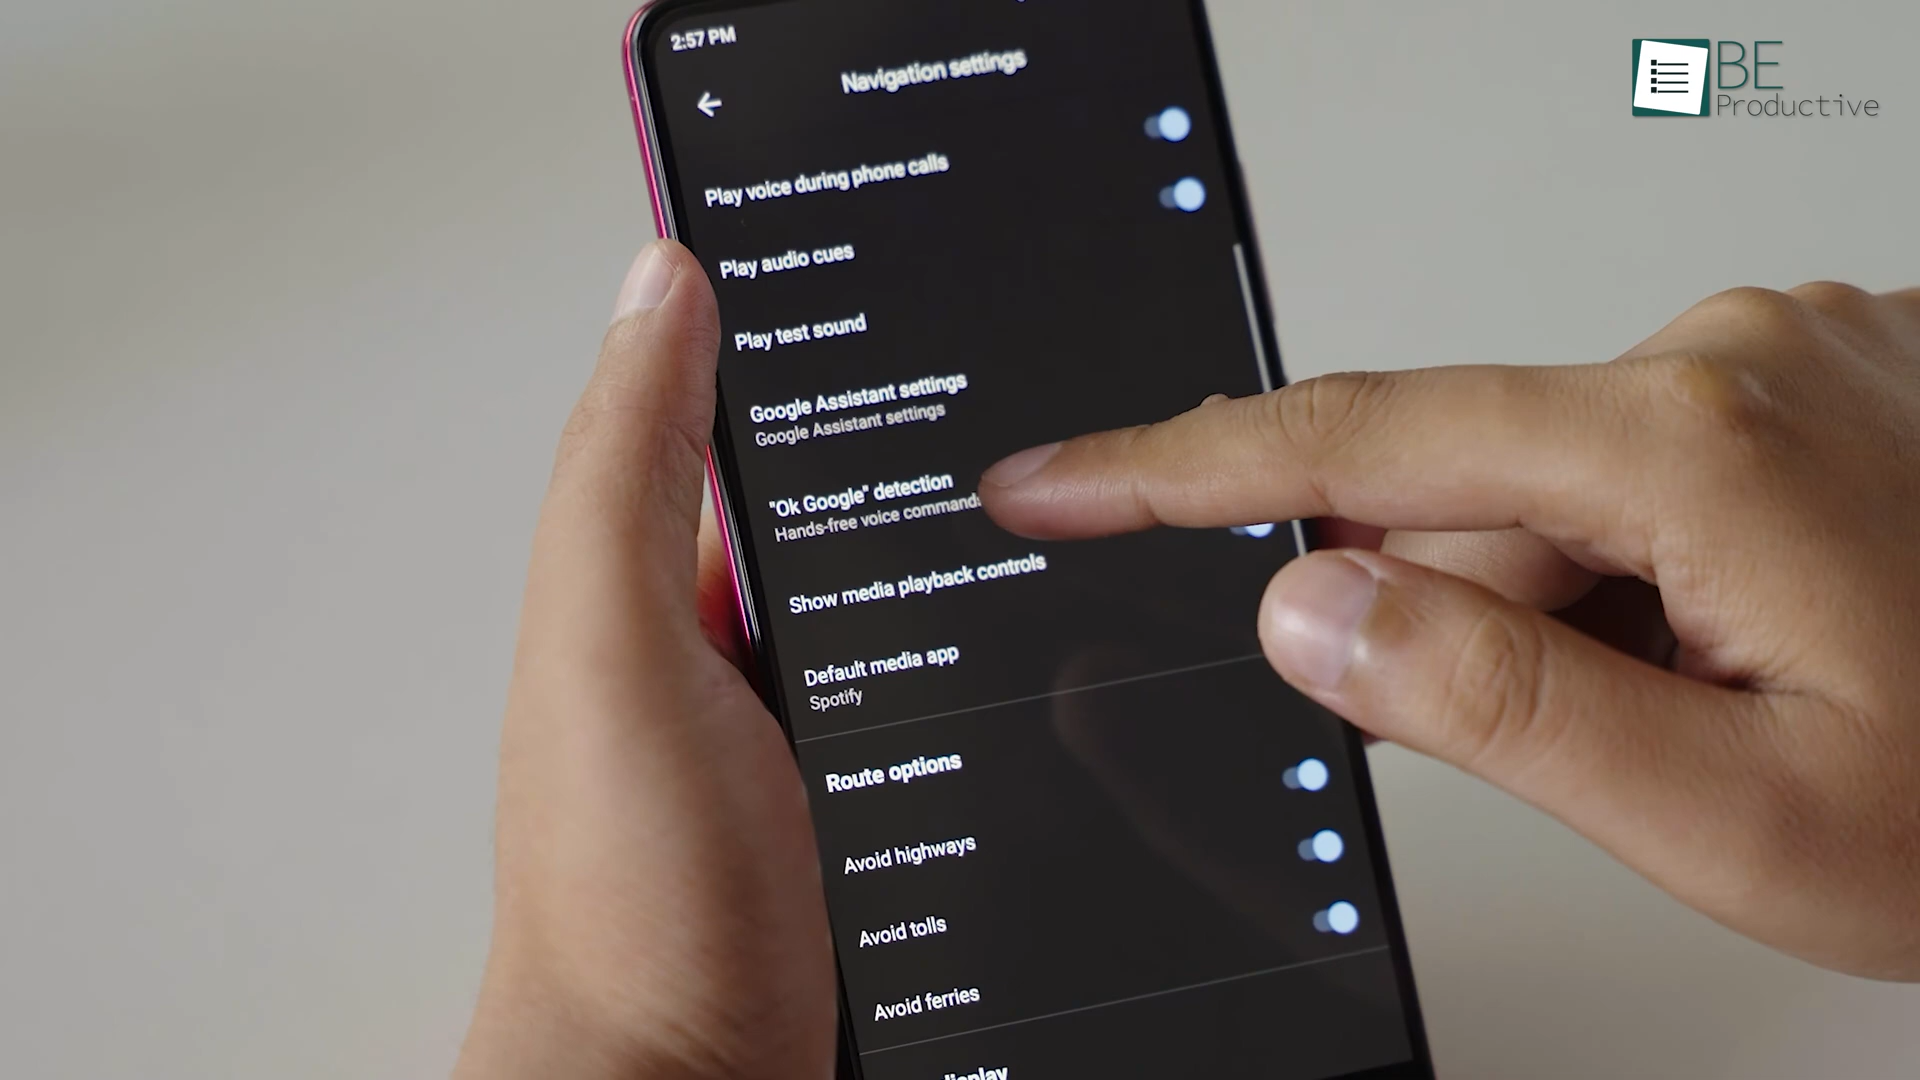 2:57 PM
Navigation settings
BE
Productive
Play voice during phone calls
Play audio cues
Play test sound
Google Assistant settings
Google Assistant settings
"Ok Google" detection
Hands-free voice commands
Show media playback controls
Default media app
Spotify
Route options
Avoid highways
Avoid tolls
Avoid ferries
display